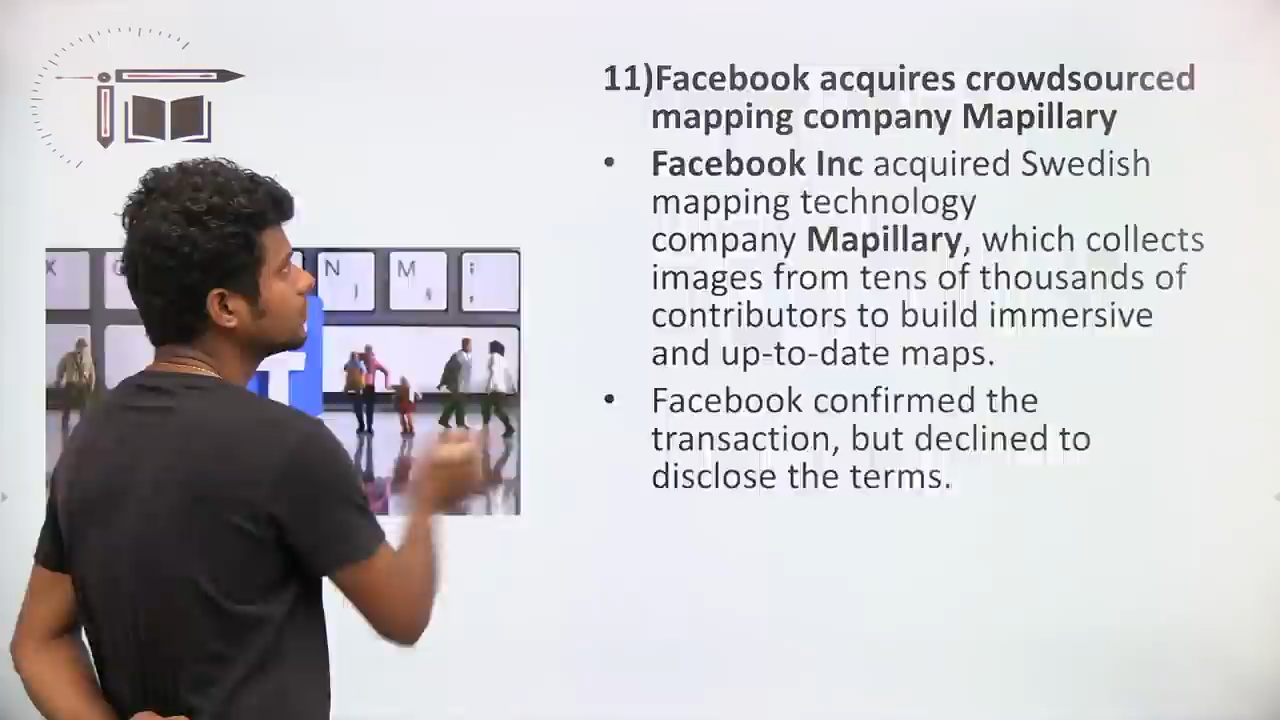 11)Facebook acquires crowdsourced
mapping company Mapillary
• Facebook Inc acquired Swedish
mapping technology
company Mapillary, which collects
images from tens of thousands of
contributors to build immersive
and up-to-date maps.
• Facebook confirmed the
transaction, but declined to
disclose the terms.
X N M